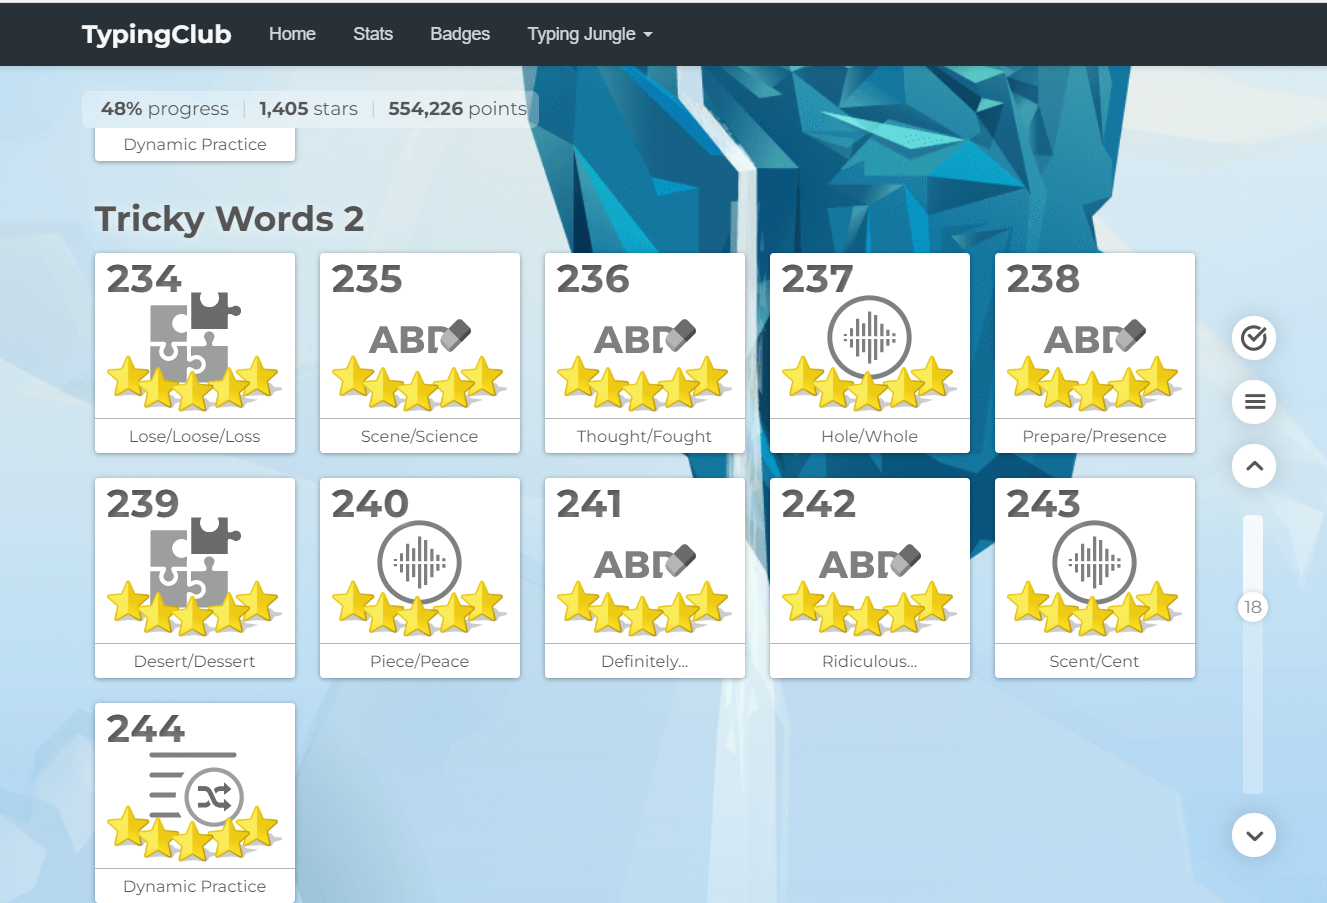 TypingClub Home Stats Badges Typing Jungle
48% progress 1,405 stars 554,226 points
Dynamic Practice
Tricky Words 2
234 235 236 237 238
ABD ABD ABD
Lose/Loose/Loss Scene/Science Thought/Fought Hole/Whole Prepare/Presence
239 240 241 242 243
ABD ABD
18
Desert/Dessert Piece/Peace Definitely... Ridiculous... Scent/Cent
244
Dynamic Practice